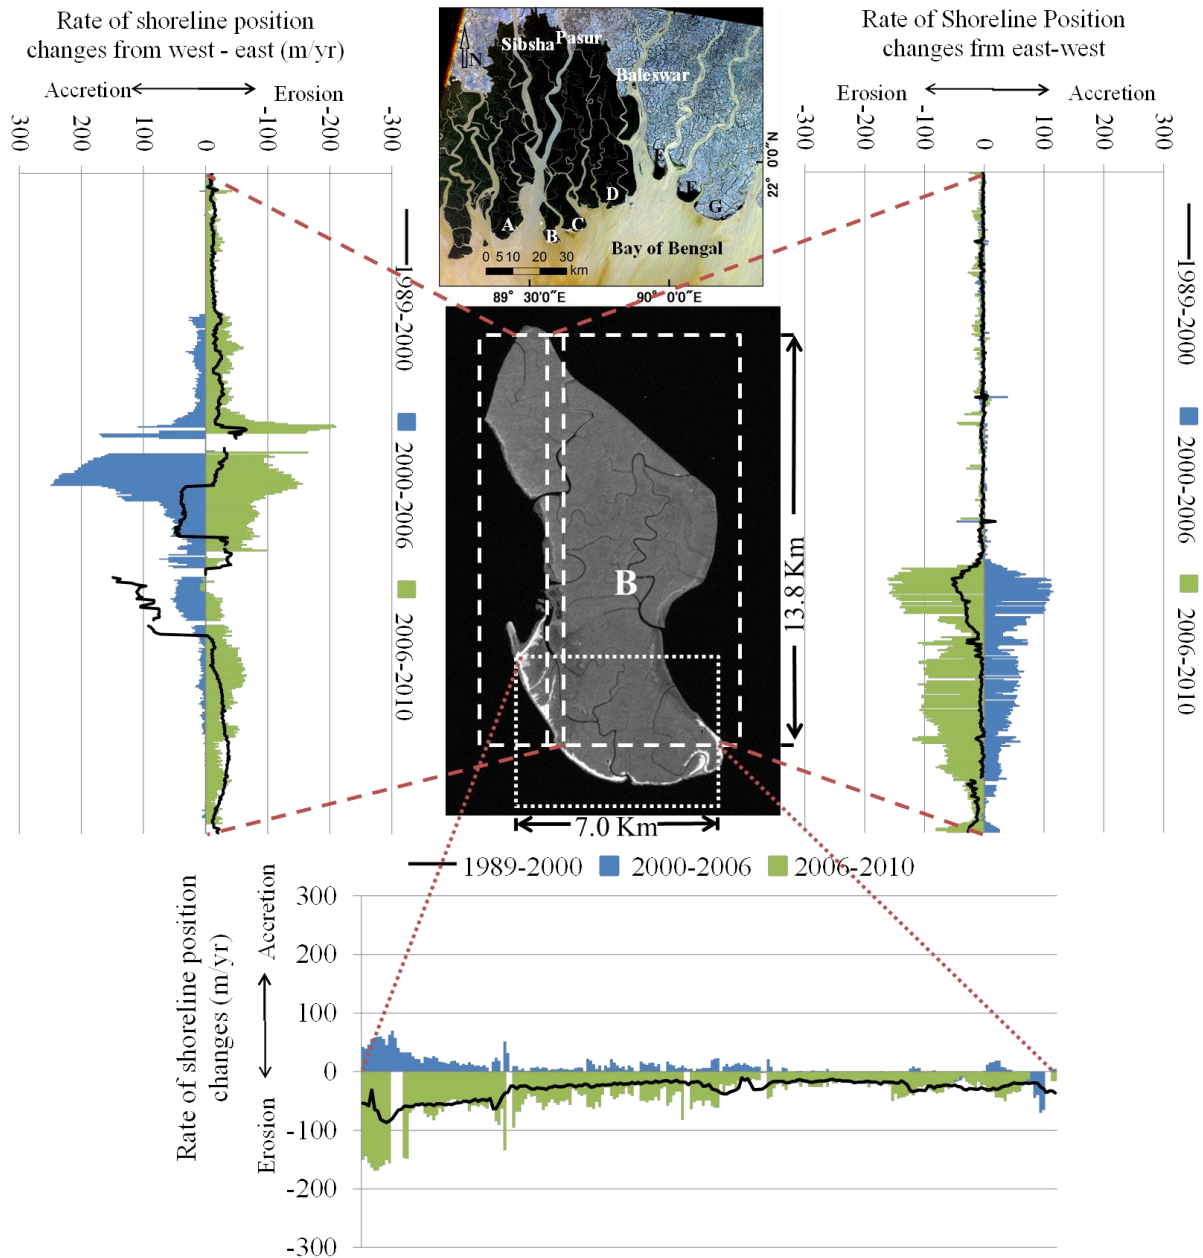 Rate of shoreline position
changes from west - east (m/yr)
Accretion
Erosion
300
200
100
0
-100
-200
-300
1989-2000
2000-2006
2006-2010
N
Sibsha
Pasur
Baleswar
A
B
C
D
E
F
G
Bay of Bengal
0 5 10 20 30
km
22° 0'0"N
89° 30'0"E
90° 0'0"E
Rate of Shoreline Position
changes frm east-west
Erosion
Accretion
-300
-200
-100
0
100
200
300
1989-2000
2000-2006
2006-2010
B
13.8 Km
7.0 Km
1989-2000
2000-2006
2006-2010
Rate of shoreline position
changes (m/yr)
Erosion
Accretion
300
200
100
0
-100
-200
-300